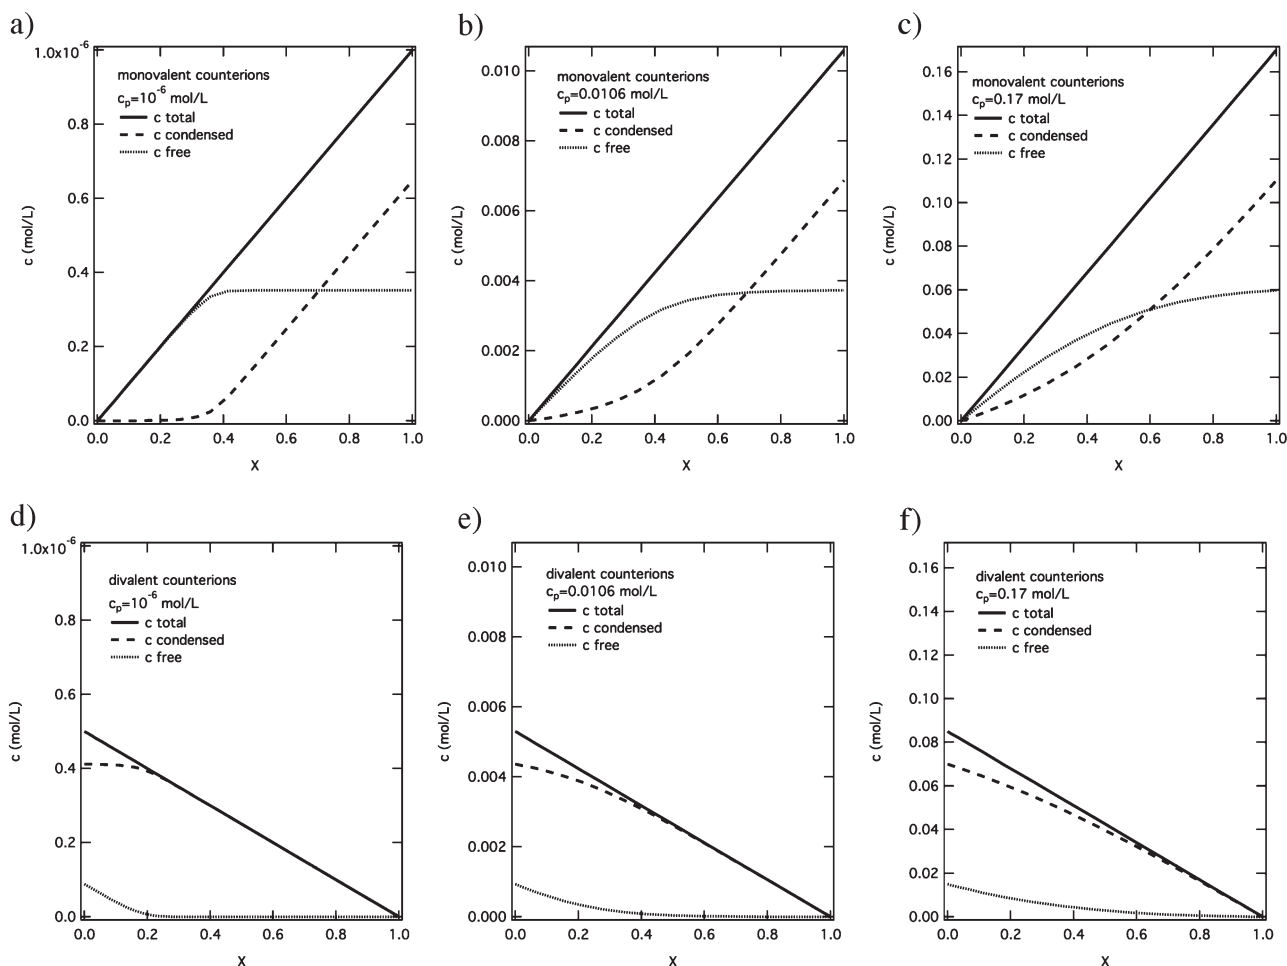 a)
1.0x10-6
0.8
0.6
0.4
0.2
0.0
c (mol/L)
monovalent counterions
cp=10-6 mol/L
c total
c condensed
c free
0.0 0.2 0.4 0.6 0.8 1.0
X
b)
0.010
0.008
0.006
0.004
0.002
0.000
c (mol/L)
monovalent counterions
cp=0.0106 mol/L
c total
c condensed
c free
0.0 0.2 0.4 0.6 0.8 1.0
X
c)
0.16
0.14
0.12
0.10
0.08
0.06
0.04
0.02
0.00
c (mol/L)
monovalent counterions
cp=0.17 mol/L
c total
c condensed
c free
0.0 0.2 0.4 0.6 0.8 1.0
X
d)
1.0x10-6
0.8
0.6
0.4
0.2
0.0
c (mol/L)
divalent counterions
cp=10-6 mol/L
c total
c condensed
c free
0.0 0.2 0.4 0.6 0.8 1.0
X
e)
0.010
0.008
0.006
0.004
0.002
0.000
c (mol/L)
divalent counterions
cp=0.0106 mol/L
c total
c condensed
c free
0.0 0.2 0.4 0.6 0.8 1.0
X
f)
0.16
0.14
0.12
0.10
0.08
0.06
0.04
0.02
0.00
c (mol/L)
divalent counterions
cp=0.17 mol/L
c total
c condensed
c free
0.0 0.2 0.4 0.6 0.8 1.0
X